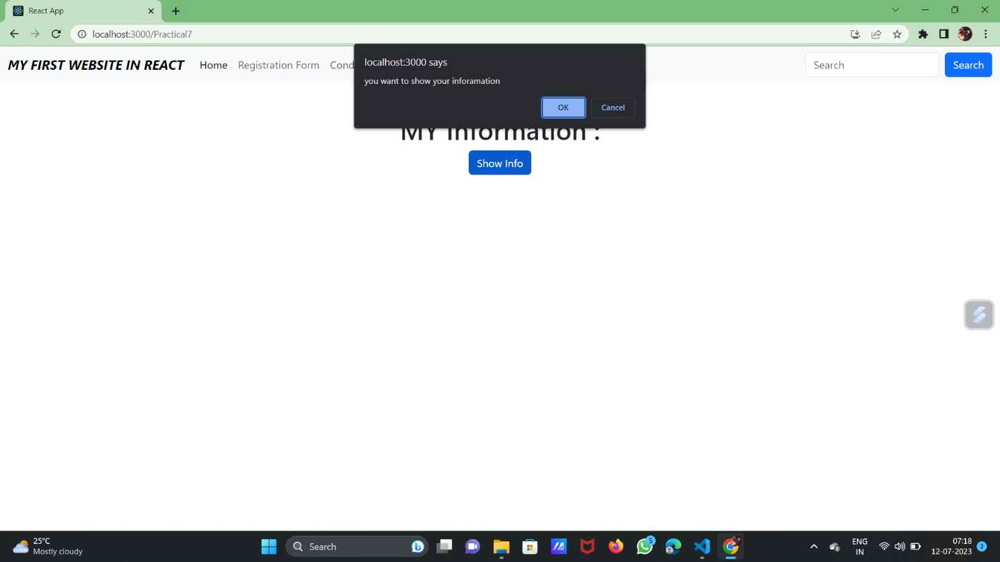 React App
localhost:3000/Practical7
MY FIRST WEBSITE IN REACT Home Registration Form Cond Search Search
localhost:3000 says
you want to show your inforamation
OK Cancel
MY Information :
Show Info
25°C
Mostly cloudy
Search
5
ENG
IN
07:18
12-07-2023
3